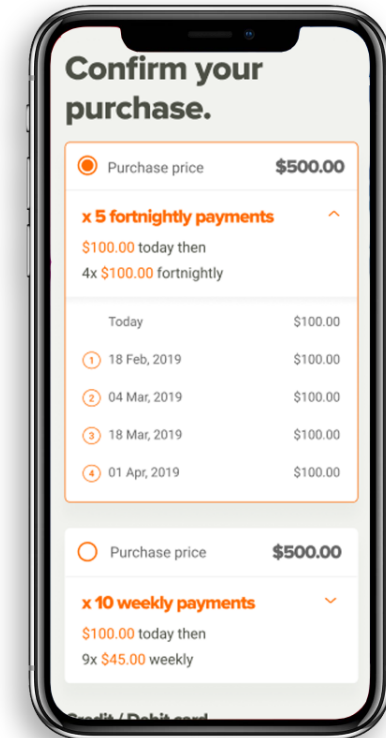 Confirm your
purchase.
Purchase price $500.00
x 5 fortnightly payments
$100.00 today then
4x $100.00 fortnightly
Today $100.00
1 18 Feb, 2019 $100.00
2 04 Mar, 2019 $100.00
3 18 Mar, 2019 $100.00
4 01 Apr, 2019 $100.00
Purchase price $500.00
x 10 weekly payments
$100.00 today then
9x $45.00 weekly
Credit / Debit card